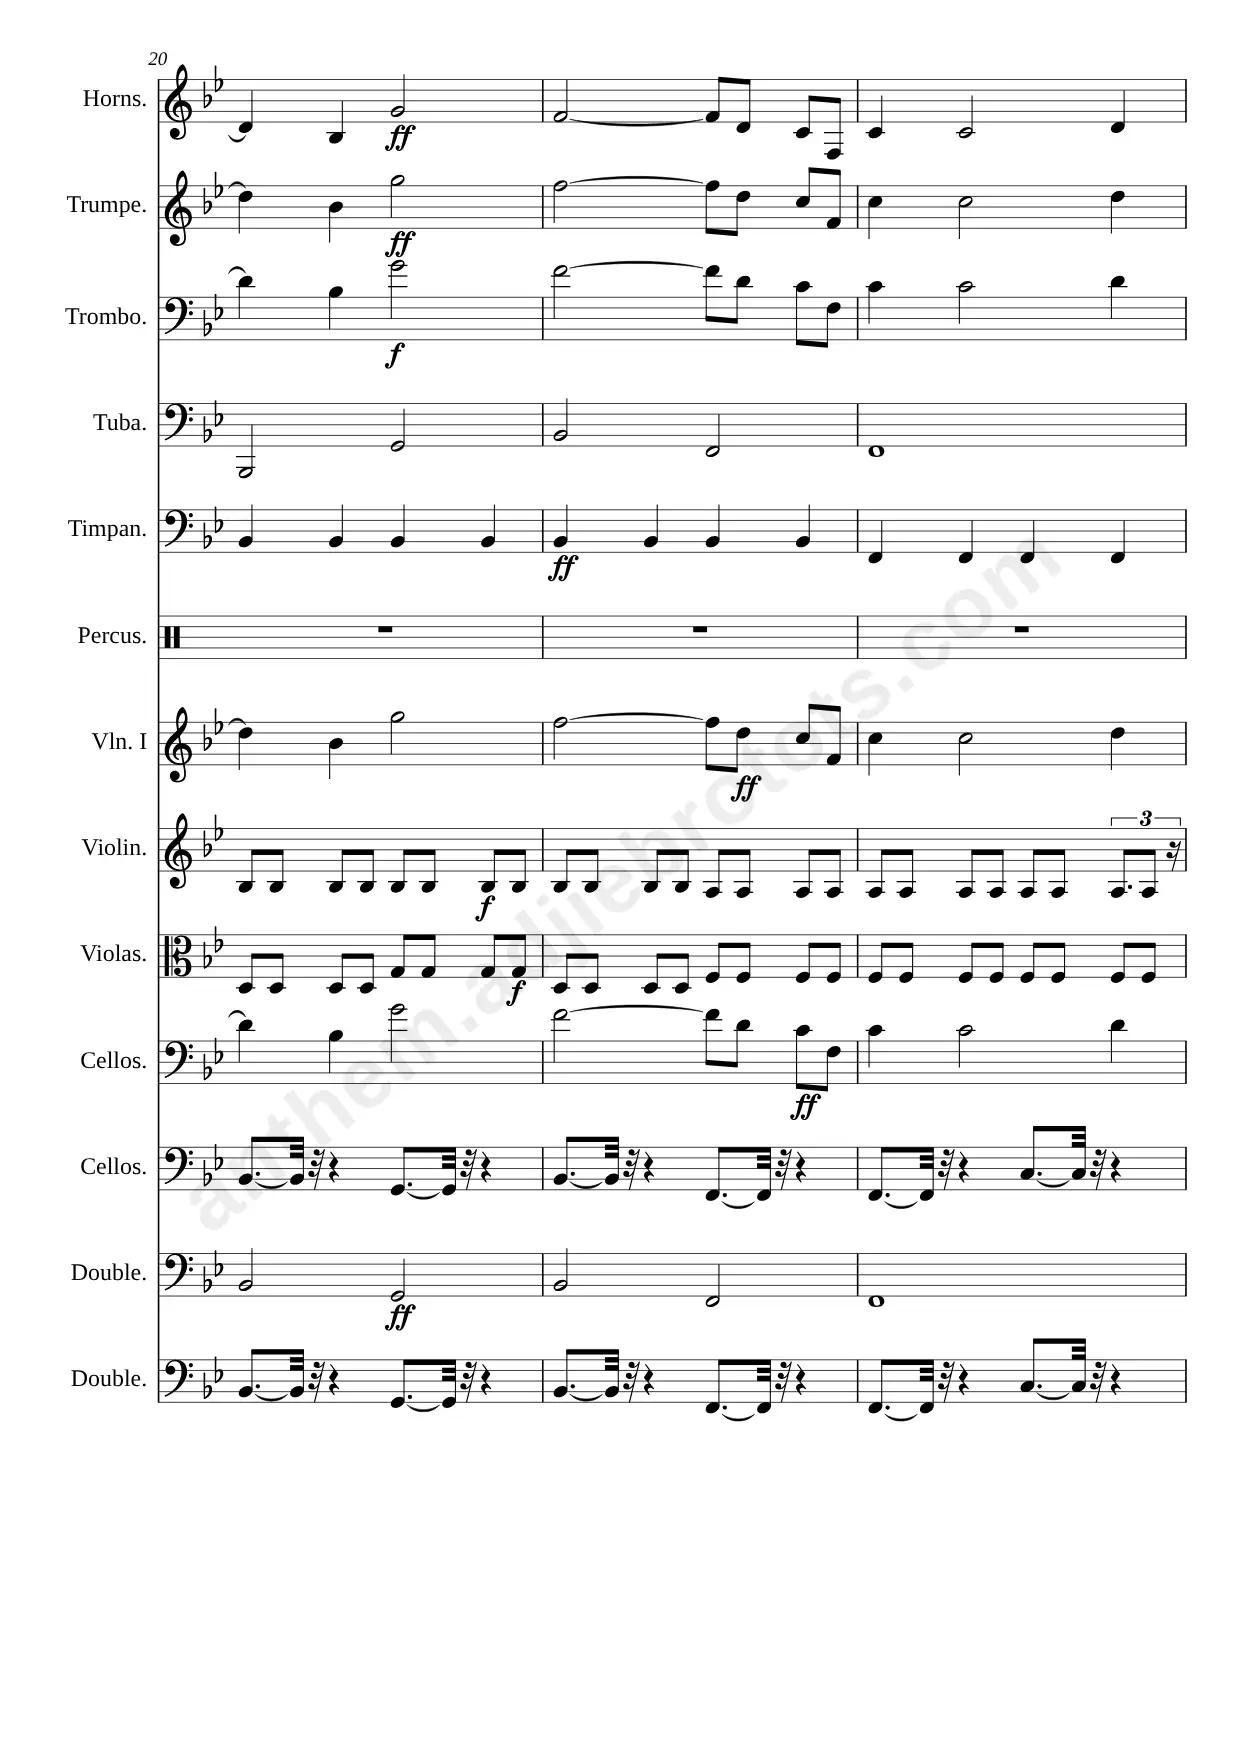 20
Horns.
ff
Trumpe.
ff
Trombo.
f
Tuba.
Timpan.
ff
Percus.
Vln. I
ff
Violin.
3
f
Violas.
f
Cellos.
ff
Cellos.
Double.
ff
Double.
anthem.adjiebrotots.com